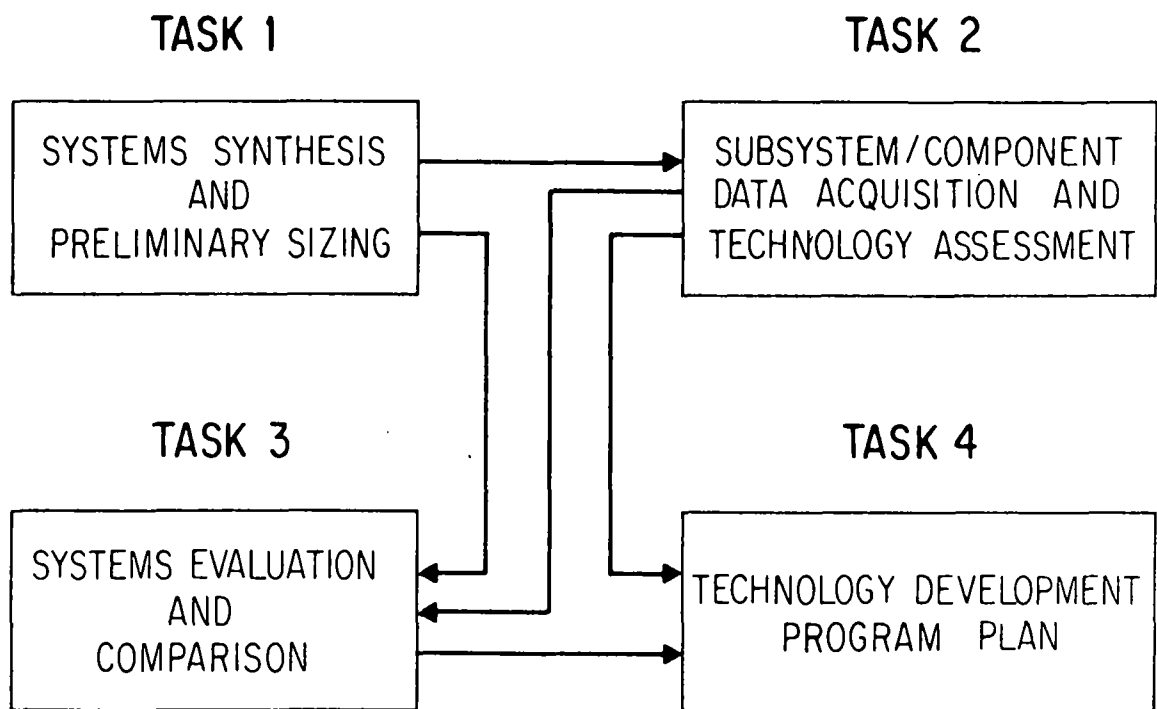 TASK 1
SYSTEMS SYNTHESIS
AND
PRELIMINARY SIZING
TASK 2
SUBSYSTEM/COMPONENT
DATA ACQUISITION AND
TECHNOLOGY ASSESSMENT
TASK 3
SYSTEMS EVALUATION
AND
COMPARISON
TASK 4
TECHNOLOGY DEVELOPMENT
PROGRAM PLAN